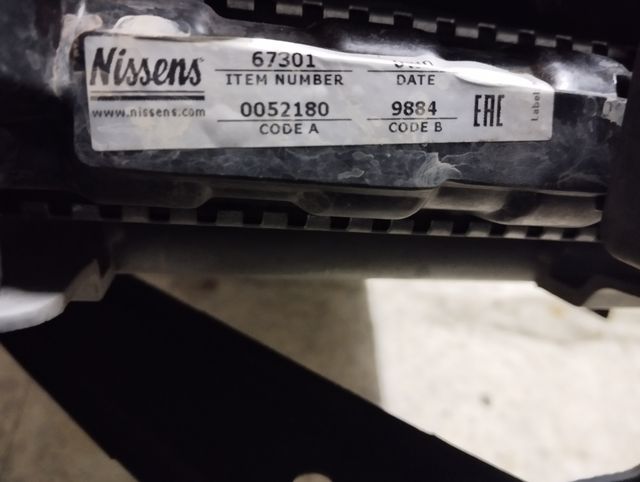 Nissens
67301
ITEM NUMBER
DATE
www.nissens.com
0052180
CODE A
9884
CODE B
EAC
Label